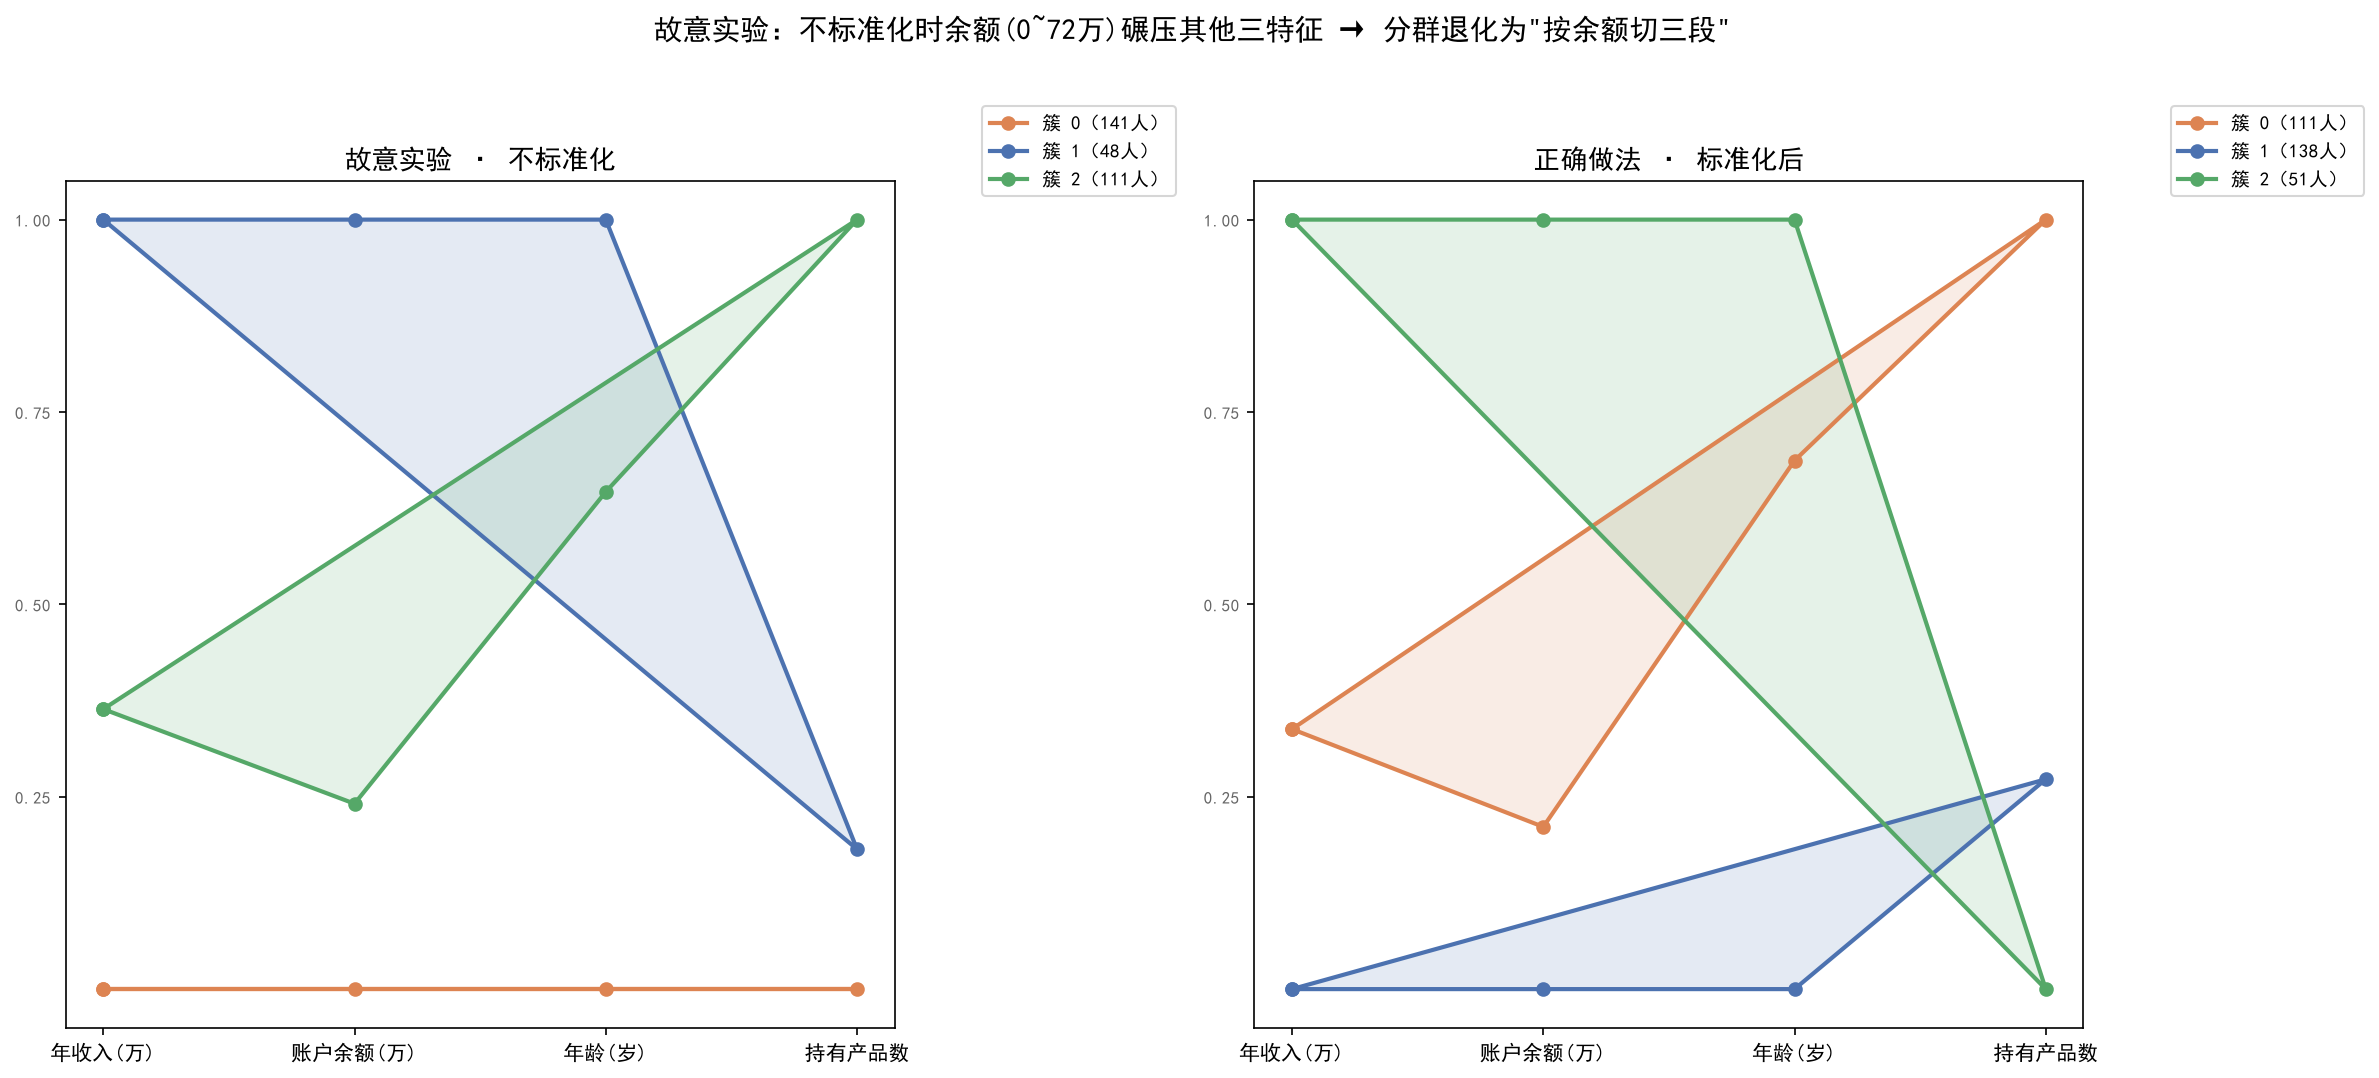 故意实验: 不标准化时余额(0~72万)碾压其他三特征 → 分群退化为"按余额切三段"
故意实验 · 不标准化
簇 0 (141人)
簇 1 (48人)
簇 2 (111人)
1.00
0.75
0.50
0.25
年收入(万)
账户余额(万)
年龄(岁)
持有产品数
正确做法 · 标准化后
簇 0 (111人)
簇 1 (138人)
簇 2 (51人)
1.00
0.75
0.50
0.25
年收入(万)
账户余额(万)
年龄(岁)
持有产品数